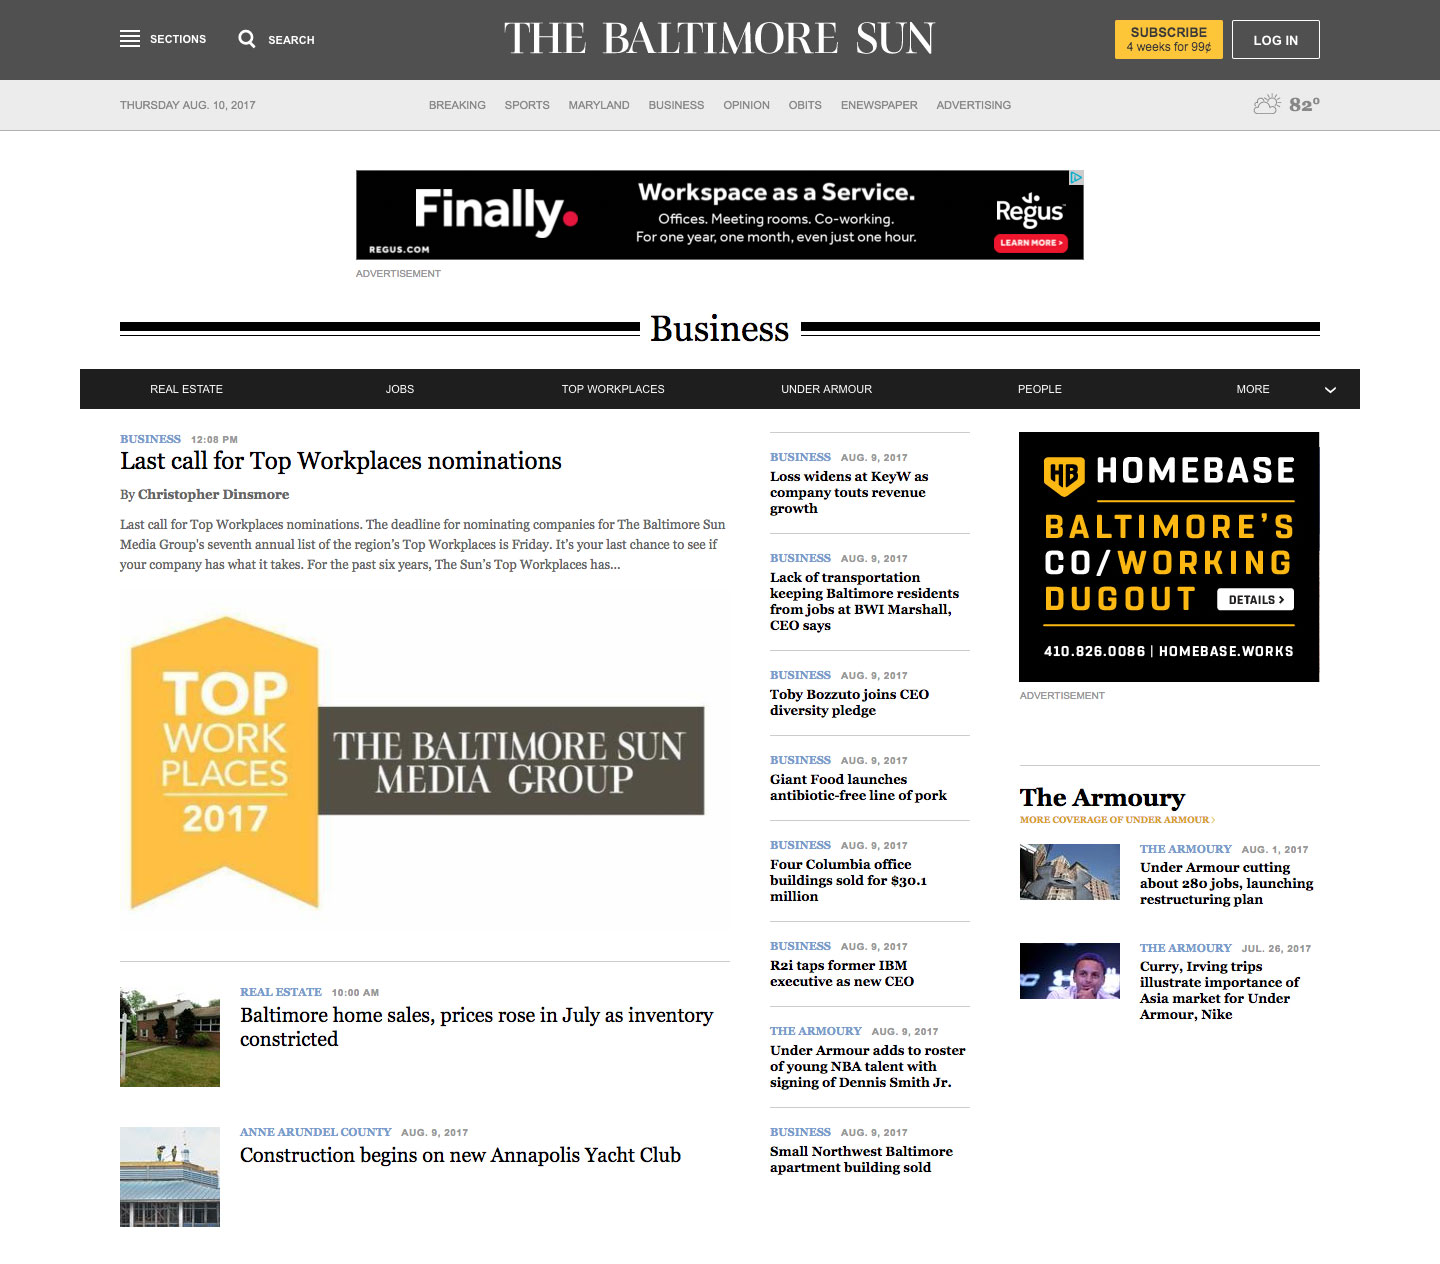 SECTIONS
SEARCH
THE BALTIMORE SUN
SUBSCRIBE
4 weeks for 99¢
LOG IN
THURSDAY AUG. 10, 2017
BREAKING SPORTS MARYLAND BUSINESS OPINION OBITS ENEWSPAPER ADVERTISING
82°
Finally.
REGUS.COM
Workspace as a Service.
Offices. Meeting rooms. Co-working.
For one year, one month, even just one hour.
Regus
LEARN MORE >
ADVERTISEMENT
Business
REAL ESTATE JOBS TOP WORKPLACES UNDER ARMOUR PEOPLE MORE
BUSINESS 12:08 PM
Last call for Top Workplaces nominations
By Christopher Dinsmore
Last call for Top Workplaces nominations. The deadline for nominating companies for The Baltimore Sun
Media Group's seventh annual list of the region's Top Workplaces is Friday. It's your last chance to see if
your company has what it takes. For the past six years, The Sun's Top Workplaces has...
TOP
WORK
PLACES
2017
THE BALTIMORE SUN
MEDIA GROUP
REAL ESTATE 10:00 AM
Baltimore home sales, prices rose in July as inventory
constricted
ANNE ARUNDEL COUNTY AUG. 9, 2017
Construction begins on new Annapolis Yacht Club
BUSINESS AUG. 9, 2017
Loss widens at KeyW as
company touts revenue
growth
BUSINESS AUG. 9, 2017
Lack of transportation
keeping Baltimore residents
from jobs at BWI Marshall,
CEO says
BUSINESS AUG. 9, 2017
Toby Bozzuto joins CEO
diversity pledge
BUSINESS AUG. 9, 2017
Giant Food launches
antibiotic-free line of pork
BUSINESS AUG. 9, 2017
Four Columbia office
buildings sold for $30.1
million
BUSINESS AUG. 9, 2017
R2i taps former IBM
executive as new CEO
THE ARMOURY AUG. 9, 2017
Under Armour adds to roster
of young NBA talent with
signing of Dennis Smith Jr.
BUSINESS AUG. 9, 2017
Small Northwest Baltimore
apartment building sold
HB HOMEBASE
BALTIMORE'S
CO/WORKING
DUGOUT
DETAILS >
410.826.0086 | HOMEBASE.WORKS
ADVERTISEMENT
The Armoury
MORE COVERAGE OF UNDER ARMOUR ›
THE ARMOURY AUG. 1, 2017
Under Armour cutting
about 280 jobs, launching
restructuring plan
THE ARMOURY JUL. 26, 2017
Curry, Irving trips
illustrate importance of
Asia market for Under
Armour, Nike